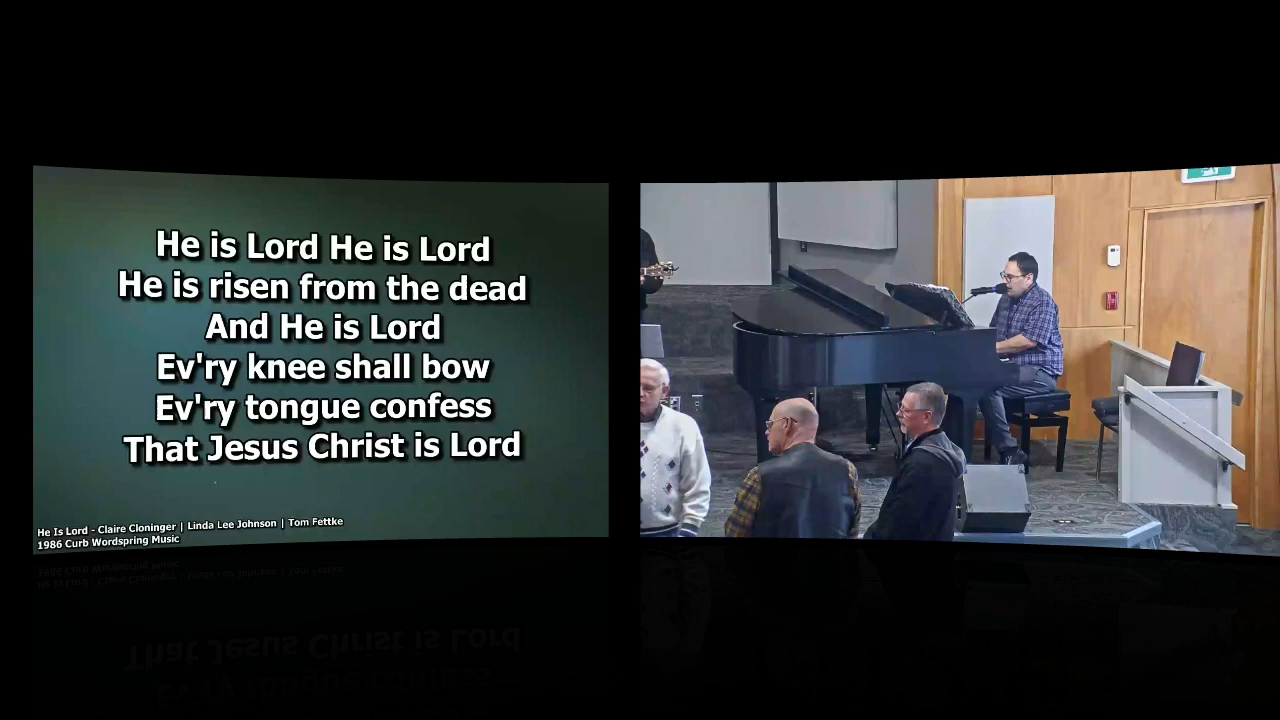 He is Lord He is Lord
He is risen from the dead
And He is Lord
Ev'ry knee shall bow
Ev'ry tongue confess
That Jesus Christ is Lord
He Is Lord - Claire Cloninger | Linda Lee Johnson | Tom Fettke
1986 Curb Wordspring Music